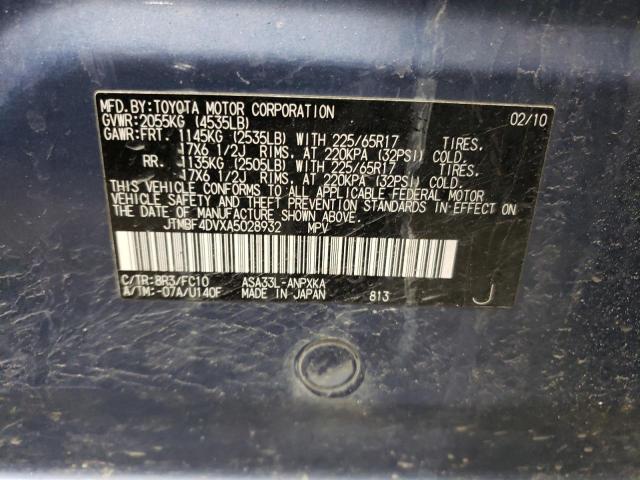 MFD.BY:TOYOTA MOTOR CORPORATION 02/10
GVWR:2055KG (4535LB)
GAWR:FRT. 1145KG (2535LB) WITH 225/65R17 TIRES.
17X6 1/2J RIMS. AT 220KPA (32PSI) COLD.
RR. 1135KG (2505LB) WITH 225/65R17 TIRES.
17X6 1/2J RIMS. AT 220KPA (32PSI) COLD.
THIS VEHICLE CONFORMS TO ALL APPLICABLE FEDERAL MOTOR
VEHICLE SAFETY AND THEFT PREVENTION STANDARDS IN EFFECT ON
THE DATE OF MANUFACTURE SHOWN ABOVE.
JTMBF4DVXA5028932 MPV
C/TR:8R3/FC10 ASA33L-ANPXKA
A/TM:-07A/U140F MADE IN JAPAN 813 J